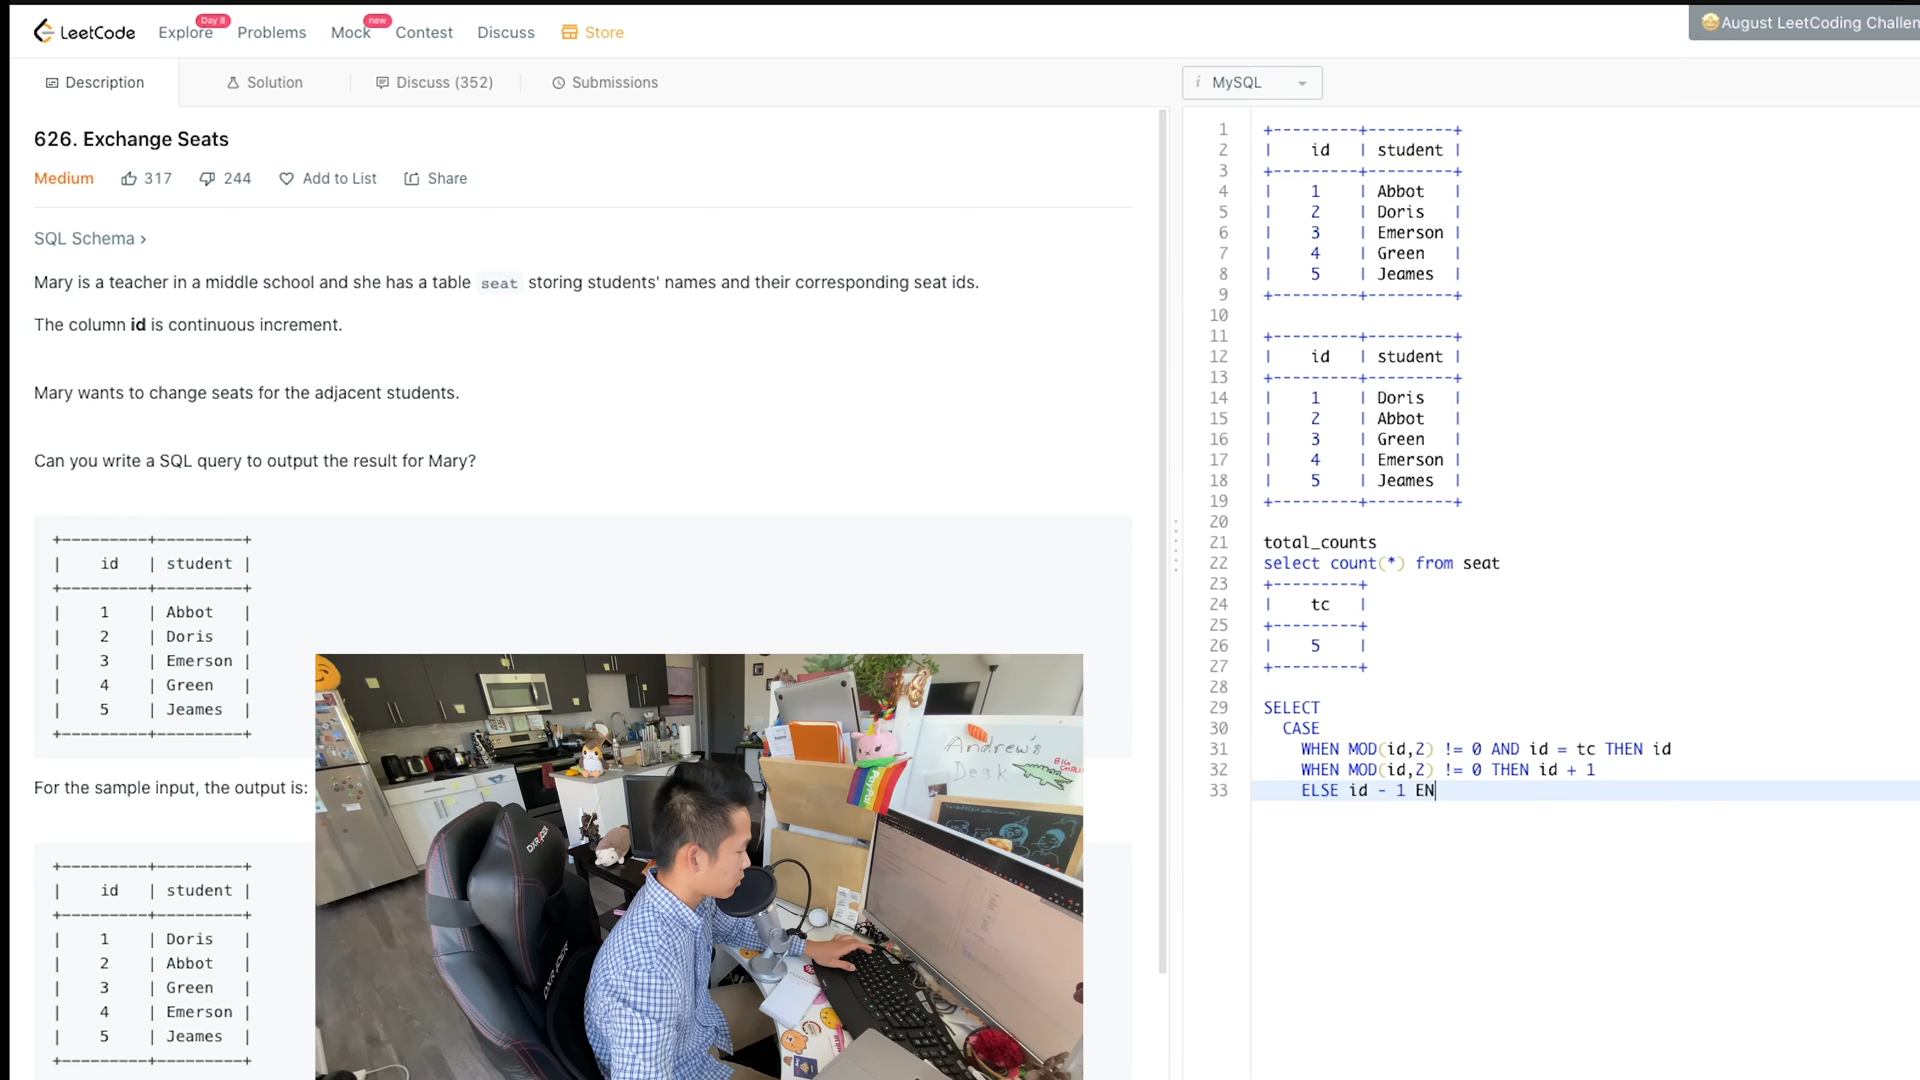 LeetCode
Explore
Day 8
Problems
Mock
new
Contest
Discuss
Store
August LeetCoding Challen
Description
Solution
Discuss (352)
Submissions
i MySQL
626. Exchange Seats
Medium
317
244
Add to List
Share
SQL Schema ›
Mary is a teacher in a middle school and she has a table seat storing students' names and their corresponding seat ids.
The column id is continuous increment.
Mary wants to change seats for the adjacent students.
Can you write a SQL query to output the result for Mary?
+---------+---------+
|    id   | student |
+---------+---------+
|    1    | Abbot   |
|    2    | Doris   |
|    3    | Emerson |
|    4    | Green   |
|    5    | Jeames  |
+---------+---------+
For the sample input, the output is:
+---------+---------+
|    id   | student |
+---------+---------+
|    1    | Doris   |
|    2    | Abbot   |
|    3    | Green   |
|    4    | Emerson |
|    5    | Jeames  |
+---------+---------+
Andrew's
Desk
BIG
PayPal
DXRACER
DXRACER
1 +---------+---------+
2 |    id   | student |
3 +---------+---------+
4 |    1    | Abbot   |
5 |    2    | Doris   |
6 |    3    | Emerson |
7 |    4    | Green   |
8 |    5    | Jeames  |
9 +---------+---------+
10
11 +---------+---------+
12 |    id   | student |
13 +---------+---------+
14 |    1    | Doris   |
15 |    2    | Abbot   |
16 |    3    | Green   |
17 |    4    | Emerson |
18 |    5    | Jeames  |
19 +---------+---------+
20
21 total_counts
22 select count(*) from seat
23 +---------+
24 |    tc   |
25 +---------+
26 |    5    |
27 +---------+
28
29 SELECT
30   CASE
31     WHEN MOD(id,2) != 0 AND id = tc THEN id
32     WHEN MOD(id,2) != 0 THEN id + 1
33     ELSE id - 1 EN